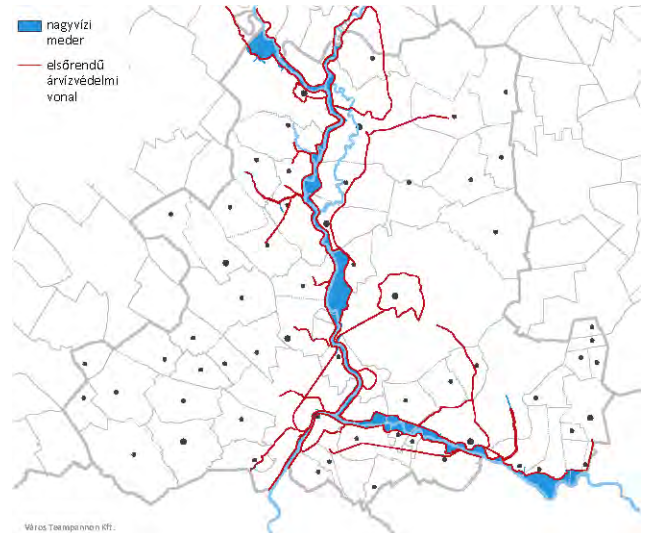 nagyvízi
meder
elsőrendű
árvízvédelmi
vonal
Város Teampannon Kft.